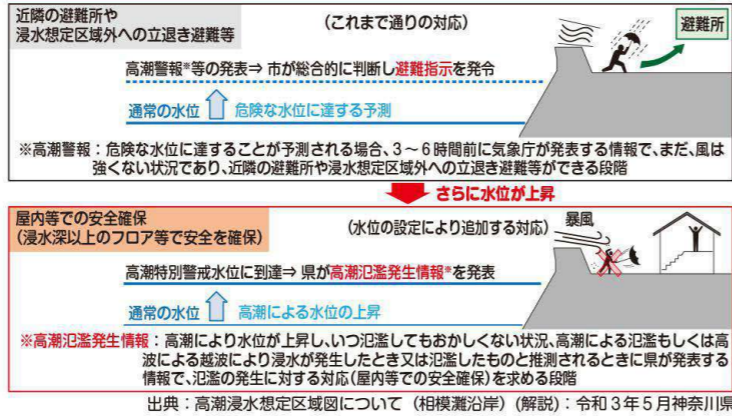 近隣の避難所や
浸水想定区域外への立退き避難等
（これまで通りの対応）
避難所
高潮警報※等の発表⇒ 市が総合的に判断し避難指示を発令
通常の水位
危険な水位に達する予測
※高潮警報：危険な水位に達することが予測される場合、3～6時間前に気象庁が発表する情報で、まだ、風は
強くない状況であり、近隣の避難所や浸水想定区域外への立退き避難等ができる段階
さらに水位が上昇
屋内等での安全確保
（浸水深以上のフロア等で安全を確保）
（水位の設定により追加する対応）
暴風
高潮特別警戒水位に到達⇒ 県が高潮氾濫発生情報※を発表
通常の水位
高潮による水位の上昇
※高潮氾濫発生情報：高潮により水位が上昇し、いつ氾濫してもおかしくない状況、高潮による氾濫もしくは高
波による越波により浸水が発生したとき又は氾濫したものと推測されるときに県が発表する
情報で、氾濫の発生に対する対応（屋内等での安全確保）を求める段階
出典：高潮浸水想定区域図について（相模灘沿岸）（解説）：令和3年5月神奈川県